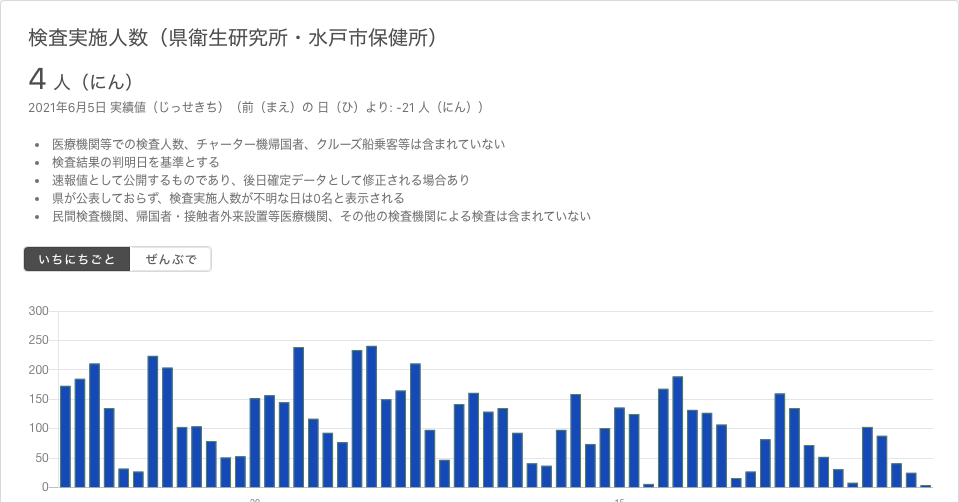 検査実施人数（県衛生研究所・水戸市保健所）
4 人（にん）
2021年6月5日 実績値（じっせきち）（前（まえ）の 日（ひ）より: -21 人（にん））
• 医療機関等での検査人数、チャーター機帰国者、クルーズ船乗客等は含まれていない
• 検査結果の判明日を基準とする
• 速報値として公開するものであり、後日確定データとして修正される場合あり
• 県が公表しておらず、検査実施人数が不明な日は0名と表示される
• 民間検査機関、帰国者・接触者外来設置等医療機関、その他の検査機関による検査は含まれていない
いちにちごと ぜんぶで
300
250
200
150
100
50
0